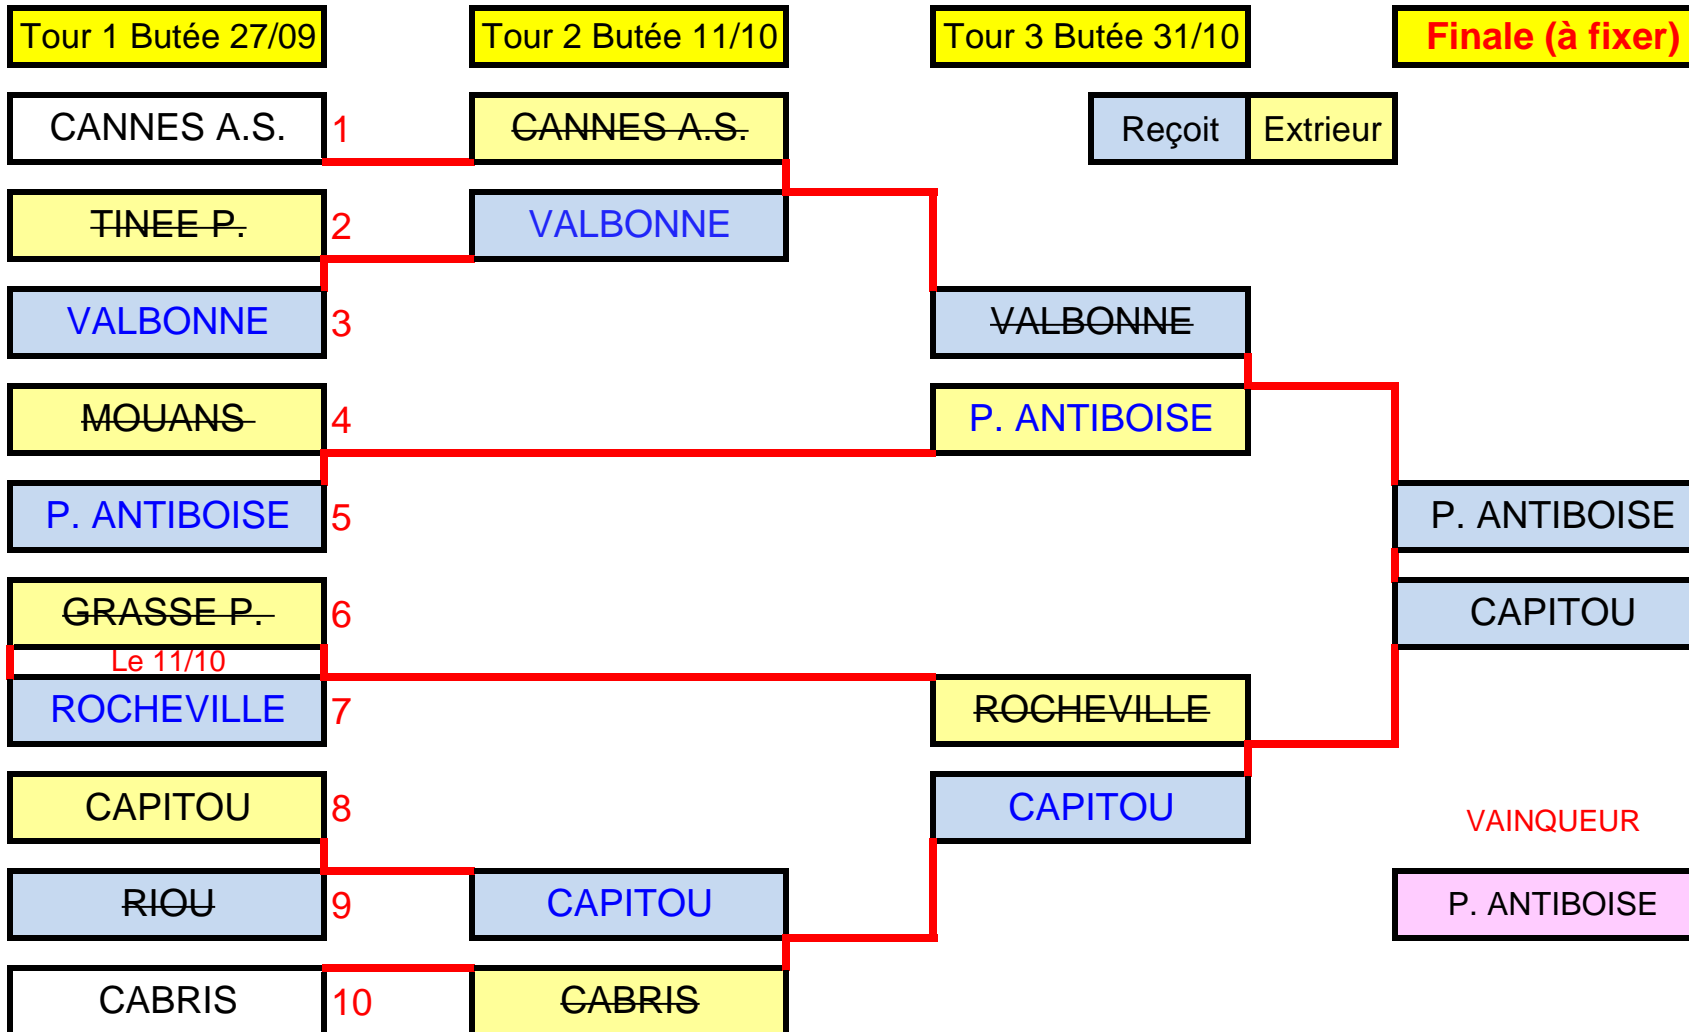 Tour 1 Butée 27/09
Tour 2 Butée 11/10
Tour 3 Butée 31/10
Finale (à fixer)
CANNES A.S.
1
CANNES A.S.
Reçoit
Extrieur
TINEE P.
2
VALBONNE
VALBONNE
3
VALBONNE
MOUANS
4
P. ANTIBOISE
P. ANTIBOISE
5
P. ANTIBOISE
GRASSE P.
6
CAPITOU
Le 11/10
ROCHEVILLE
7
ROCHEVILLE
CAPITOU
8
CAPITOU
VAINQUEUR
RIOU
9
CAPITOU
P. ANTIBOISE
CABRIS
10
CABRIS